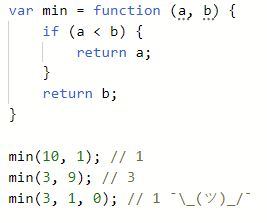 var min = function (a, b) {
    if (a < b) {
        return a;
    }
    return b;
}

min(10, 1); // 1
min(3, 9); // 3
min(3, 1, 0); // 1 ¯\_(ツ)_/¯